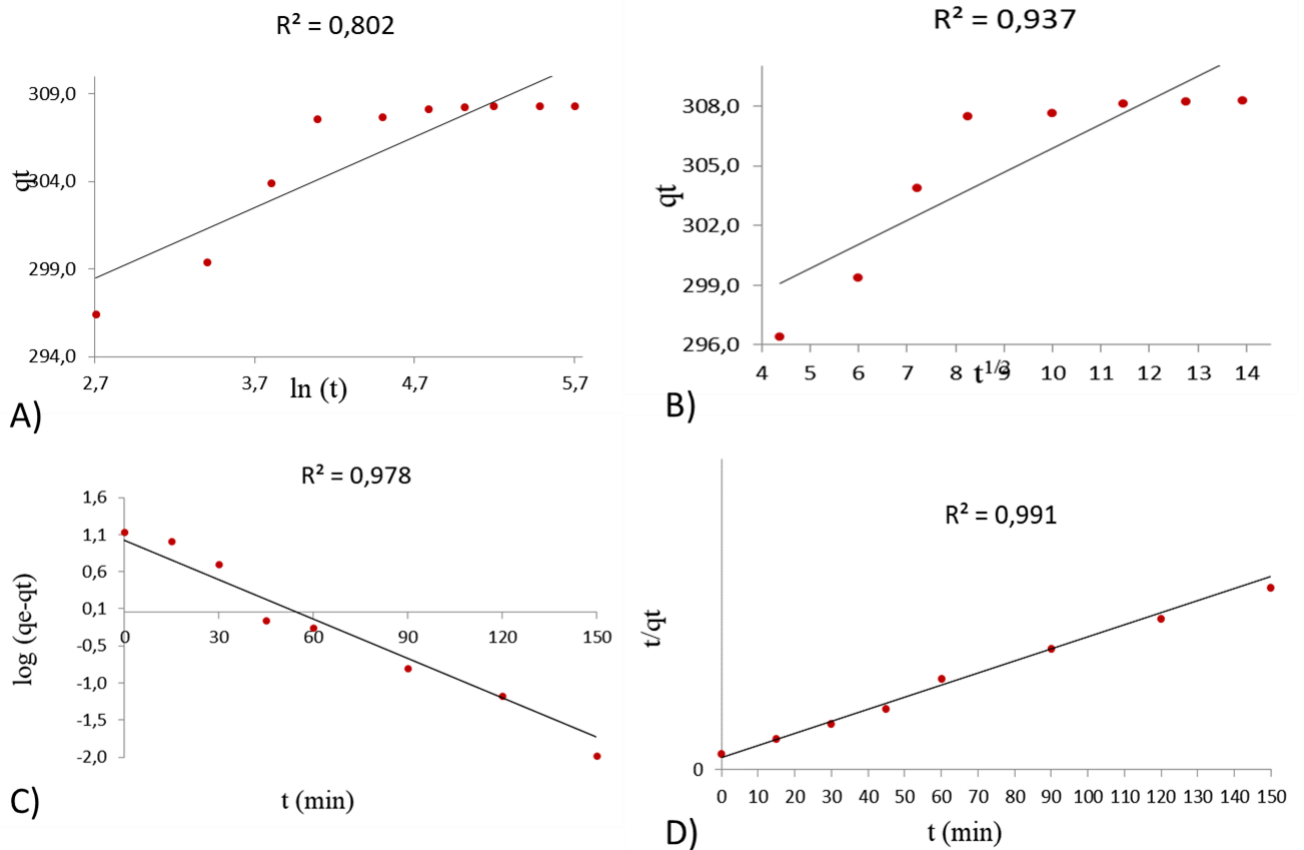 R² = 0,802
309,0
304,0
299,0
294,0
qt
2,7 3,7 4,7 5,7
ln (t)
A)
R² = 0,937
308,0
305,0
302,0
299,0
296,0
qt
4 5 6 7 8 9 10 11 12 13 14
t^1/2
B)
R² = 0,978
1,6
1,1
0,6
0,1
-0,5
-1,0
-1,5
-2,0
log (qe-qt)
0 30 60 90 120 150
t (min)
C)
R² = 0,991
t/qt
0
0 10 20 30 40 50 60 70 80 90 100 110 120 130 140 150
t (min)
D)